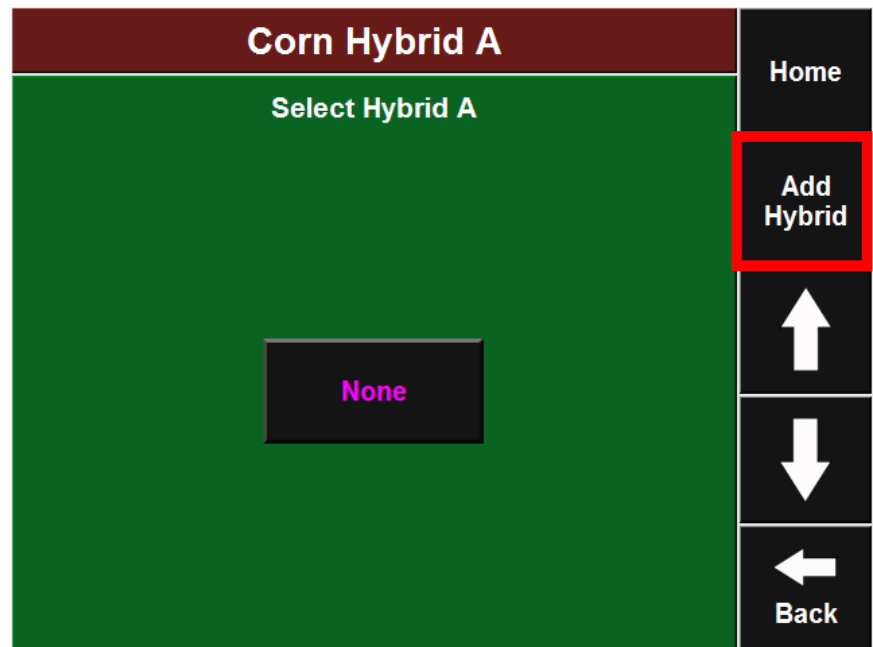 Corn Hybrid A
Select Hybrid A
None
Home
Add
Hybrid
Back